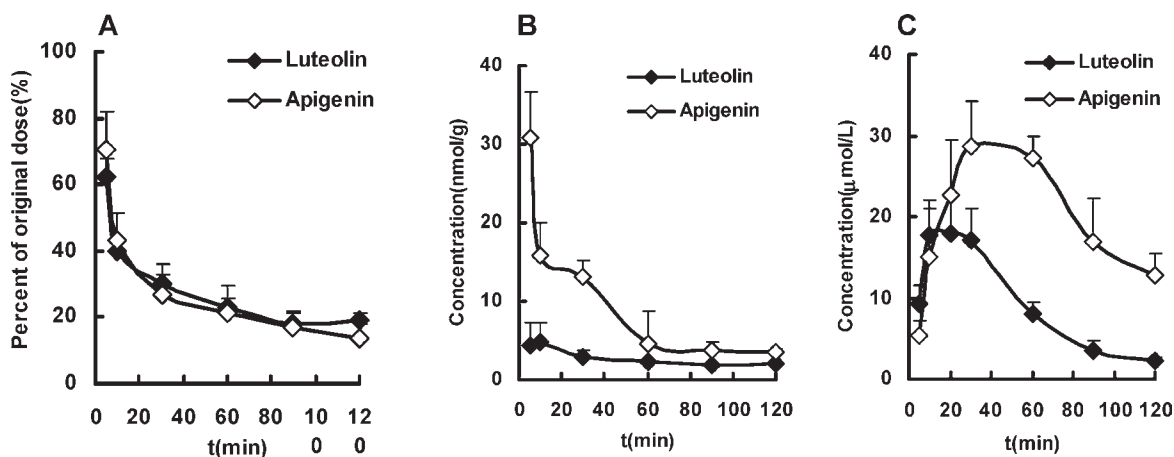 A
Luteolin
Apigenin
Percent of original dose(%)
100
80
60
40
20
0
0 20 40 60 80 10 12
0 0
t(min)
B
Luteolin
Apigenin
Concentration(nmol/g)
40
30
20
10
0
0 20 40 60 80 100 120
t(min)
C
Luteolin
Apigenin
Concentration(μmol/L)
40
30
20
10
0
0 20 40 60 80 100 120
t(min)